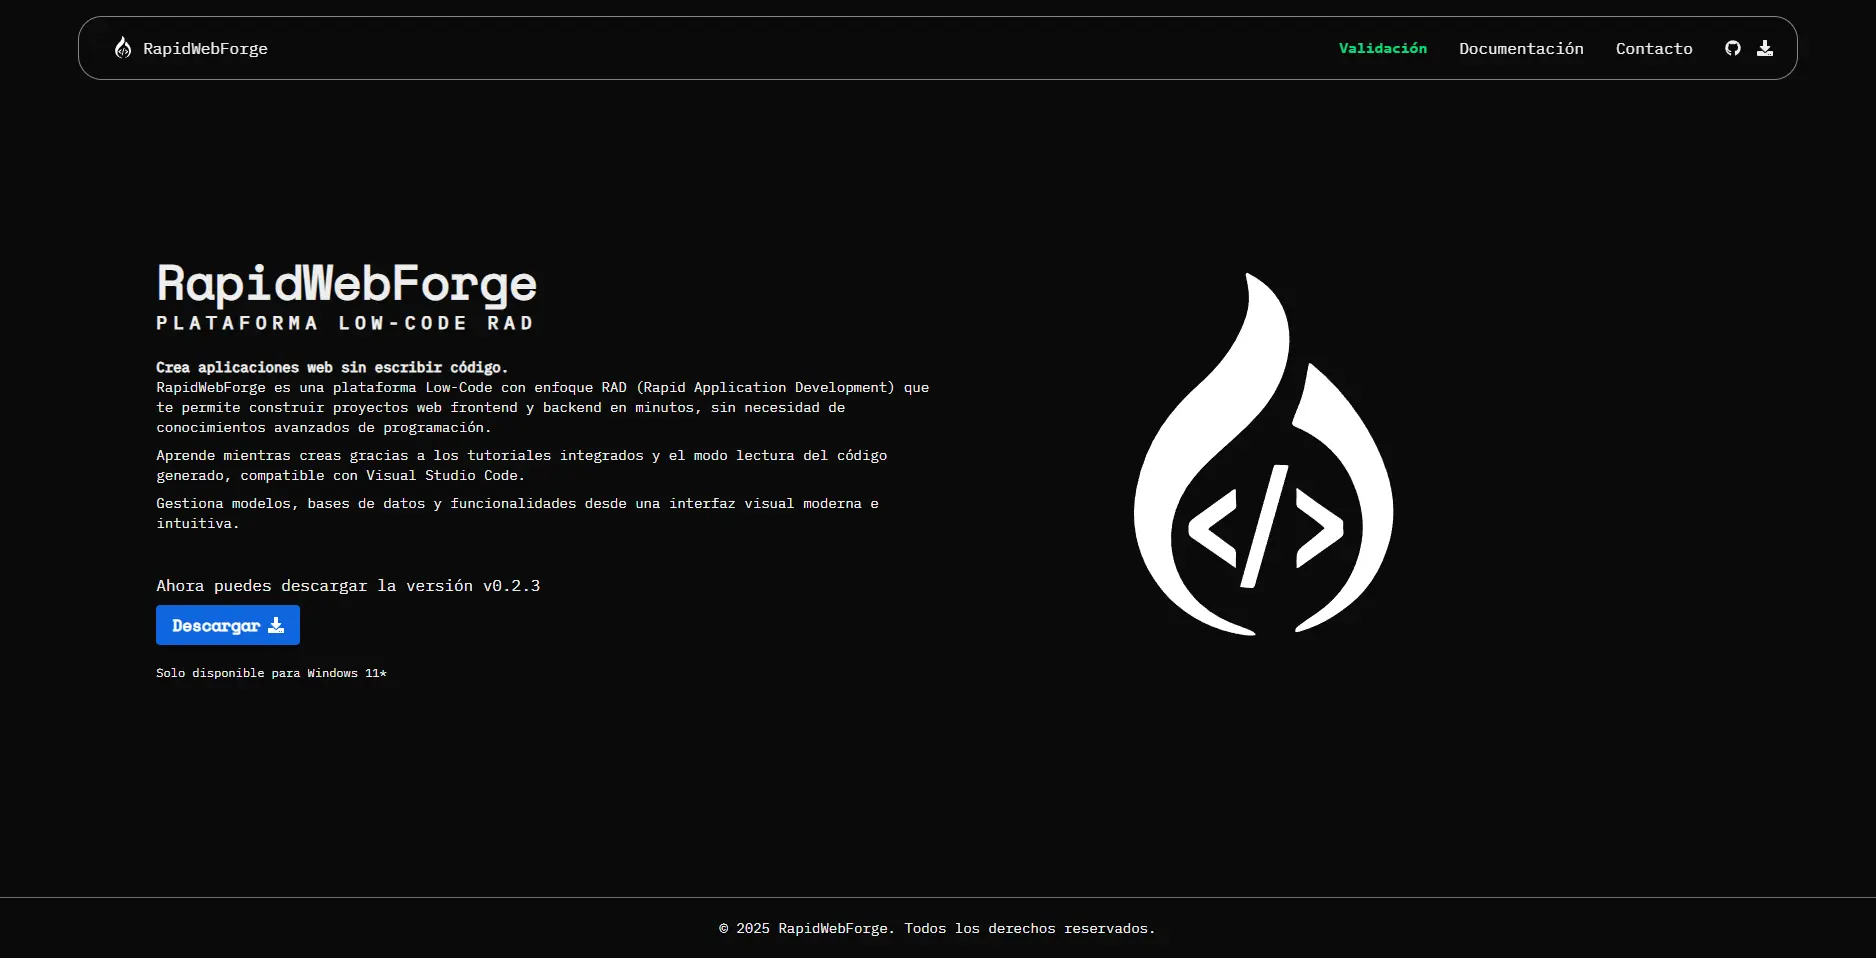 RapidWebForge
Validación
Documentación
Contacto
RapidWebForge
PLATAFORMA LOW-CODE RAD
Crea aplicaciones web sin escribir código.
RapidWebForge es una plataforma Low-Code con enfoque RAD (Rapid Application Development) que
te permite construir proyectos web frontend y backend en minutos, sin necesidad de
conocimientos avanzados de programación.
Aprende mientras creas gracias a los tutoriales integrados y el modo lectura del código
generado, compatible con Visual Studio Code.
Gestiona modelos, bases de datos y funcionalidades desde una interfaz visual moderna e
intuitiva.
Ahora puedes descargar la versión v0.2.3
Descargar
Solo disponible para Windows 11*
</>
© 2025 RapidWebForge. Todos los derechos reservados.